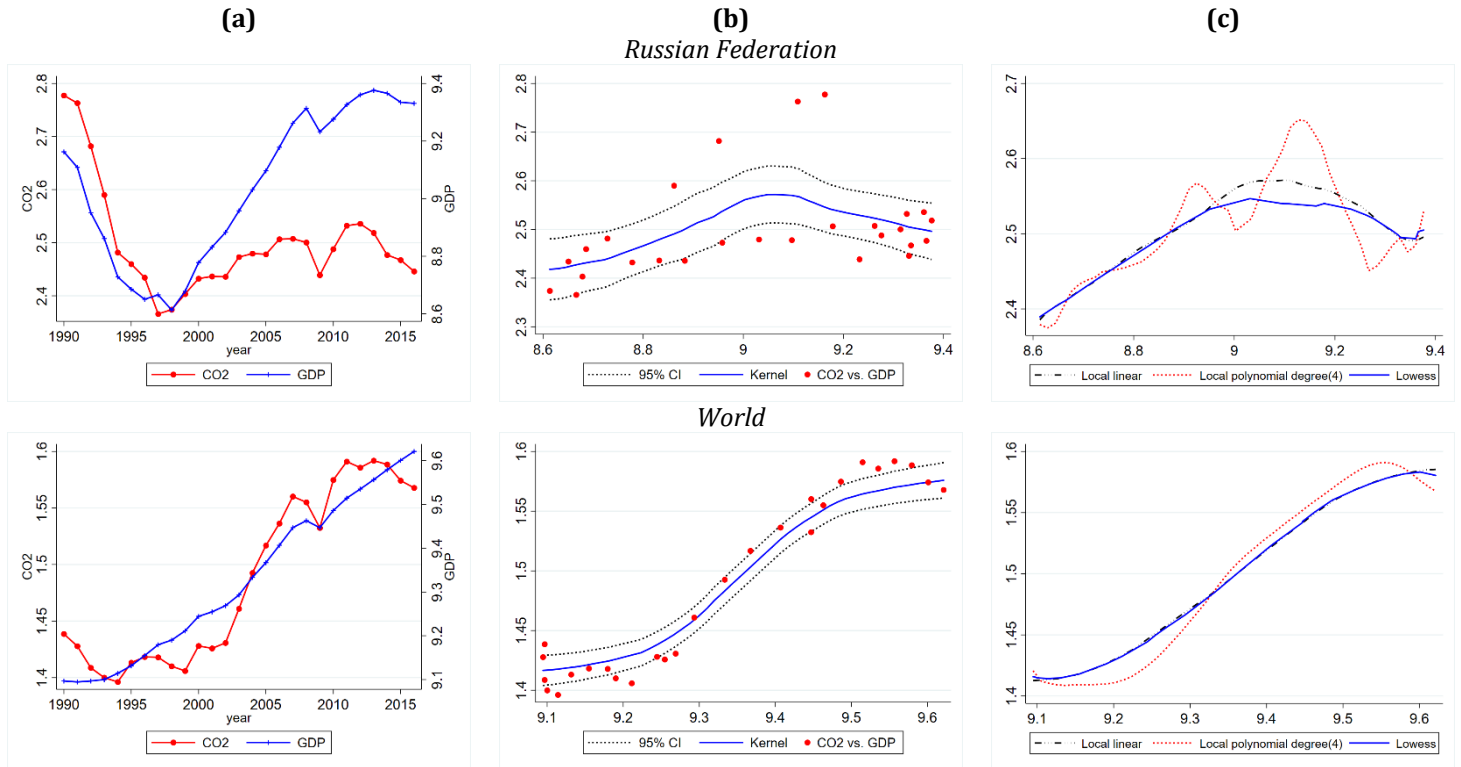 (a) (b) (c)
Russian Federation
2.8
2.7
2.6
2.5
2.4
CO2
9.4
9.2
9
8.8
8.6
GDP
1990 1995 2000 2005 2010 2015
year
CO2 GDP
2.9
2.8
2.7
2.6
2.5
2.4
2.3
8.6 8.8 9 9.2 9.4
95% CI Kernel CO2 vs. GDP
2.7
2.6
2.5
2.4
8.6 8.8 9 9.2 9.4
Local linear Local polynomial degree(4) Lowess
World
1.6
1.55
1.5
1.45
1.4
CO2
9.6
9.5
9.4
9.3
9.2
9.1
GDP
1990 1995 2000 2005 2010 2015
year
CO2 GDP
1.6
1.55
1.5
1.45
1.4
9.1 9.2 9.3 9.4 9.5 9.6
95% CI Kernel CO2 vs. GDP
1.6
1.55
1.5
1.45
1.4
9.1 9.2 9.3 9.4 9.5 9.6
Local linear Local polynomial degree(4) Lowess